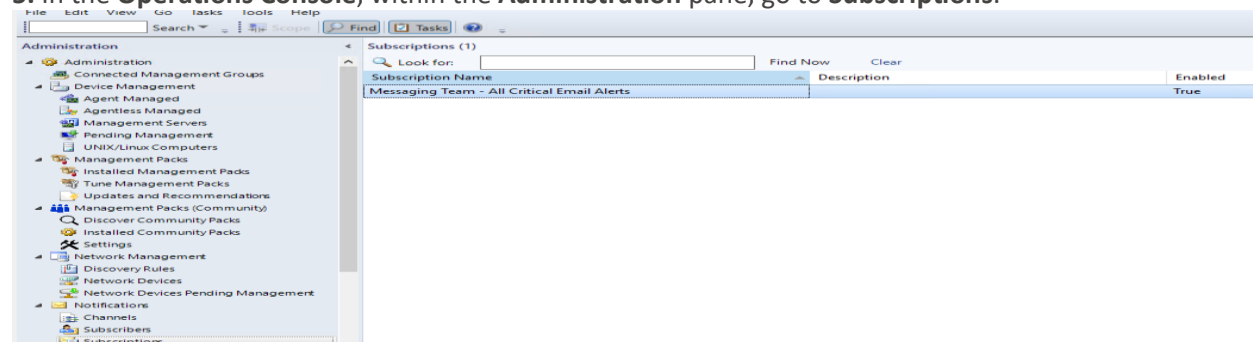 In the Operations Console, within the Administration pane, go to Subscriptions.
File Edit View Go Tasks Tools Help
Search Scope Find Tasks
Administration
Administration
Connected Management Groups
Device Management
Agent Managed
Agentless Managed
Management Servers
Pending Management
UNIX/Linux Computers
Management Packs
Installed Management Packs
Tune Management Packs
Updates and Recommendations
Management Packs (Community)
Discover Community Packs
Installed Community Packs
Settings
Network Management
Discovery Rules
Network Devices
Network Devices Pending Management
Notifications
Channels
Subscribers
Subscriptions
Subscriptions (1)
Look for: Find Now Clear
Subscription Name Description Enabled
Messaging Team - All Critical Email Alerts True